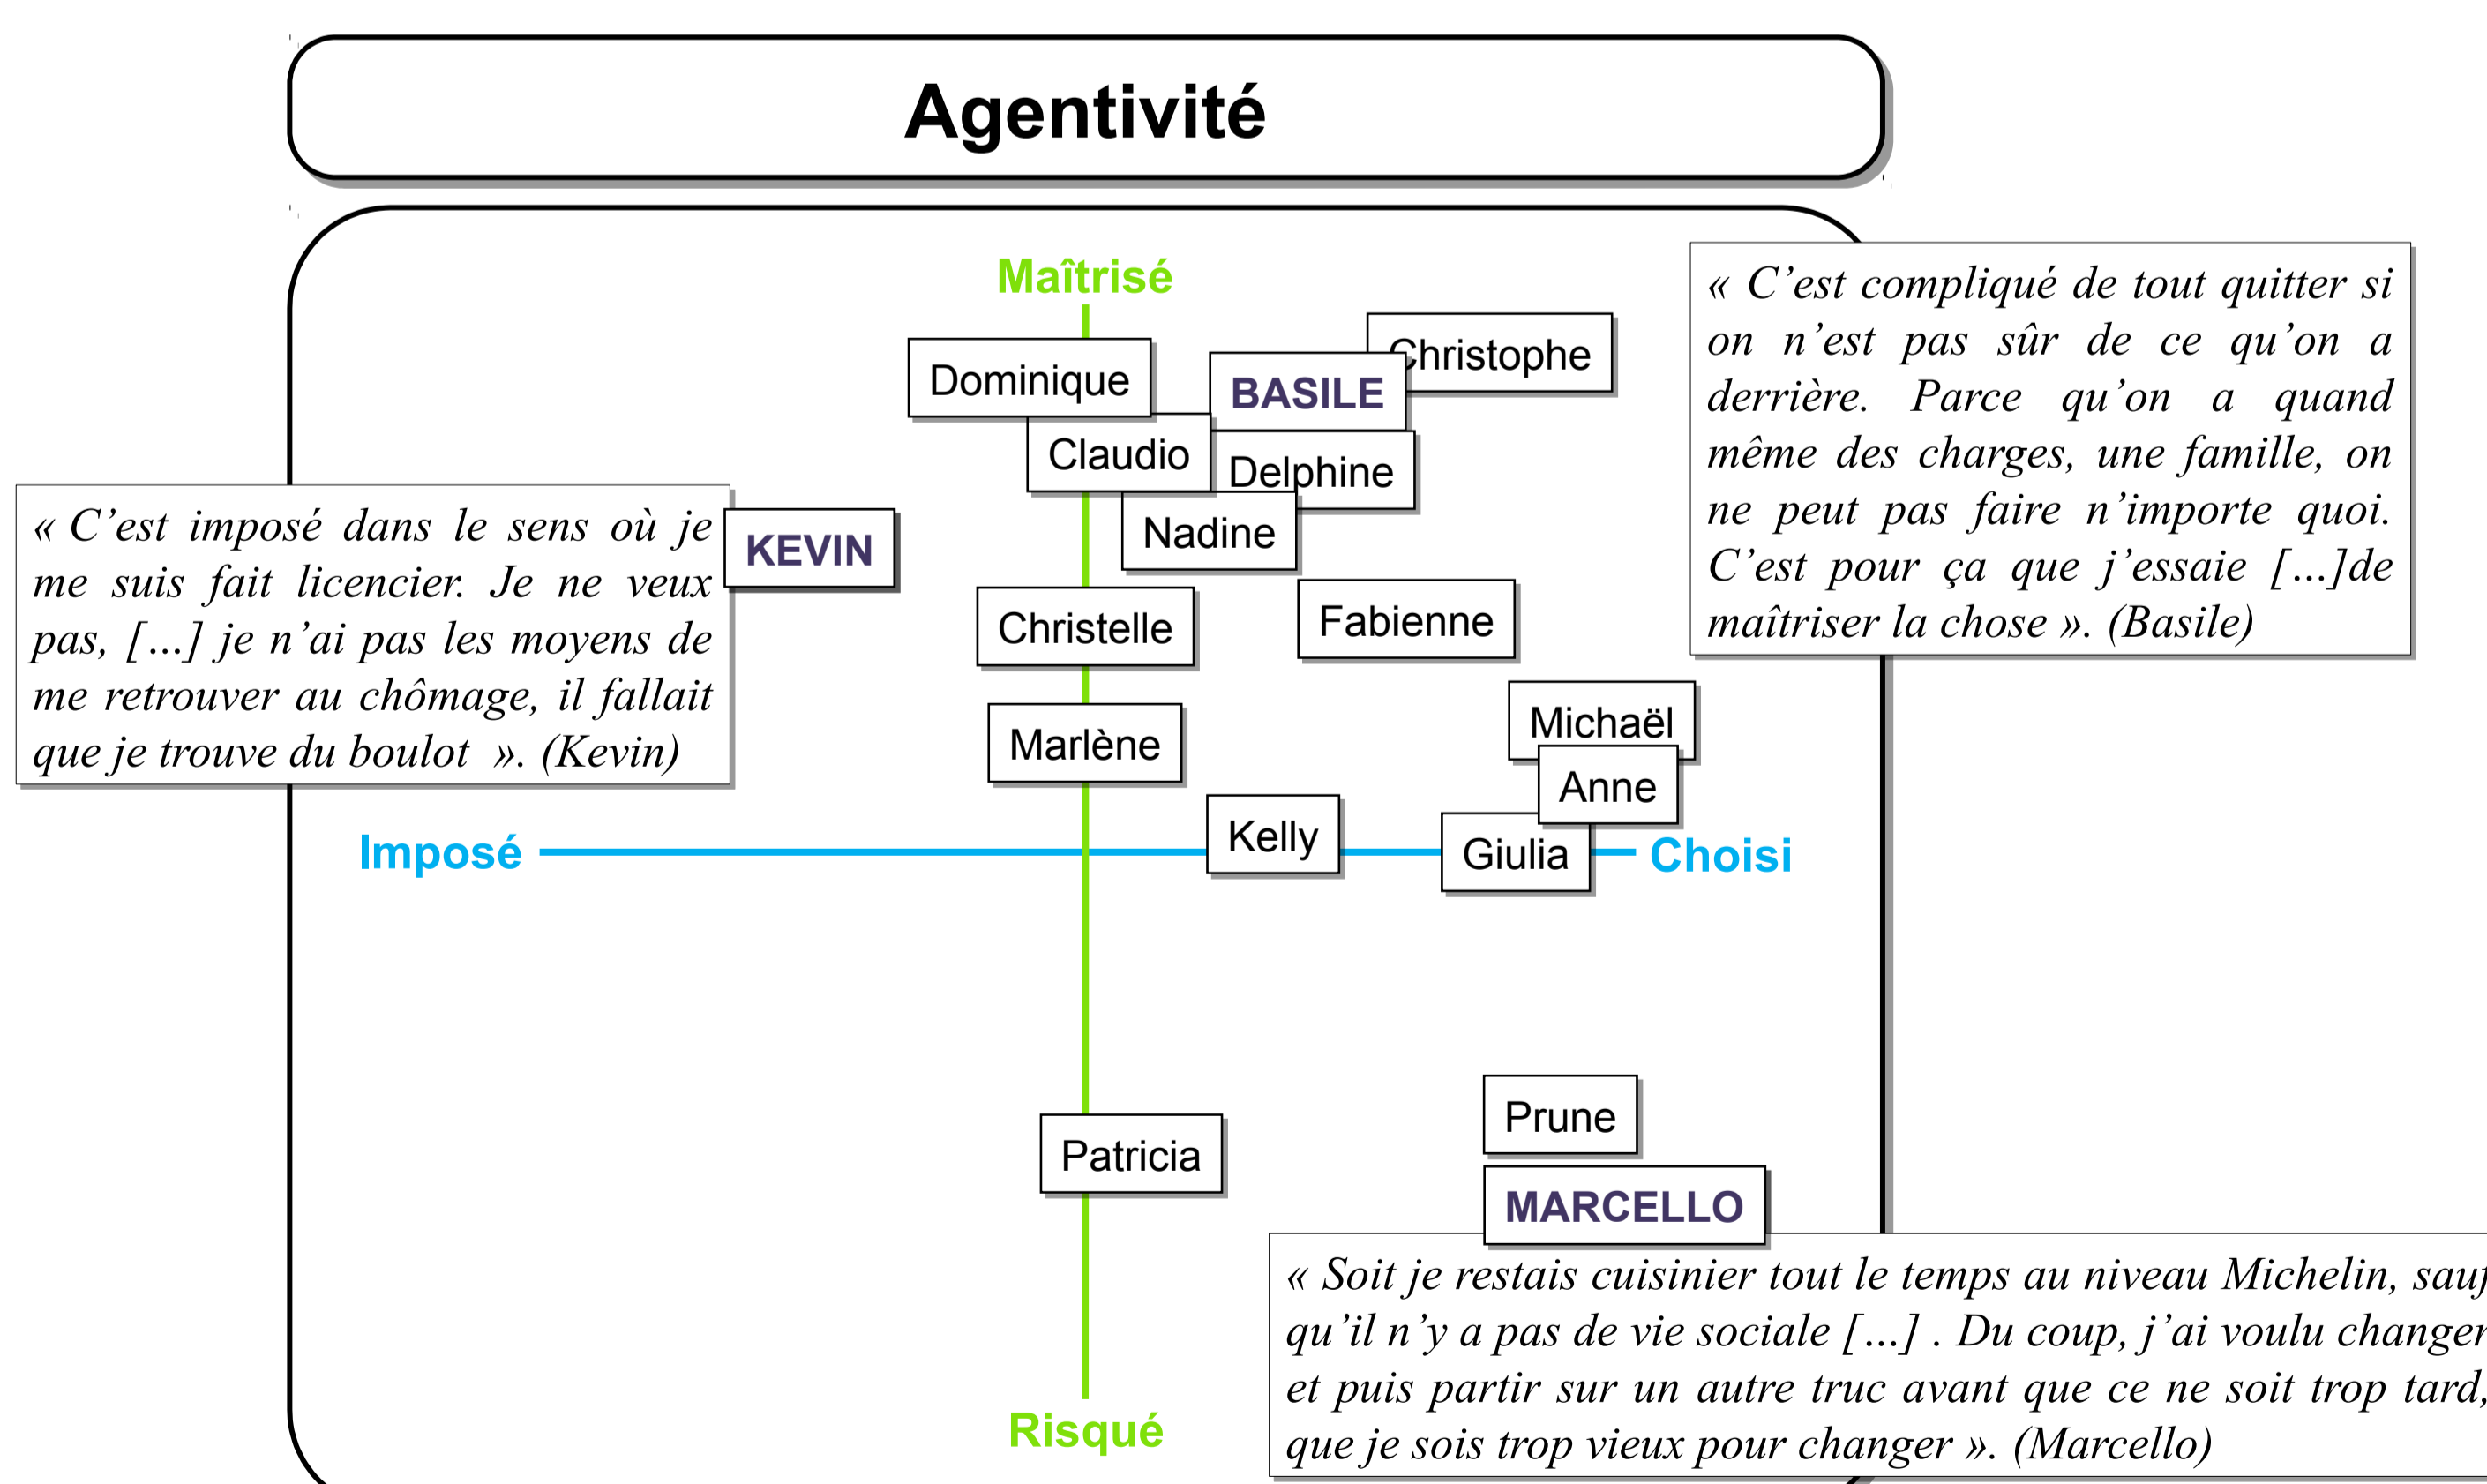 Agentivité
Maîtrisé
« C’est compliqué de tout quitter si
on n’est pas sûr de ce qu’on a
derrière. Parce qu’on a quand
même des charges, une famille, on
ne peut pas faire n’importe quoi.
C’est pour ça que j’essaie […]de
maîtriser la chose ». (Basile)
Christophe
Dominique
BASILE
Claudio
Delphine
Nadine
« C’est imposé dans le sens où je
me suis fait licencier. Je ne veux
pas, […] je n’ai pas les moyens de
me retrouver au chômage, il fallait
que je trouve du boulot ». (Kevin)
KEVIN
Christelle
Fabienne
Michaël
Marlène
Anne
Kelly
Giulia
Imposé
Choisi
Prune
Patricia
MARCELLO
« Soit je restais cuisinier tout le temps au niveau Michelin, sauf
qu’il n’y a pas de vie sociale […] . Du coup, j’ai voulu changer
et puis partir sur un autre truc avant que ce ne soit trop tard,
que je sois trop vieux pour changer ». (Marcello)
Risqué